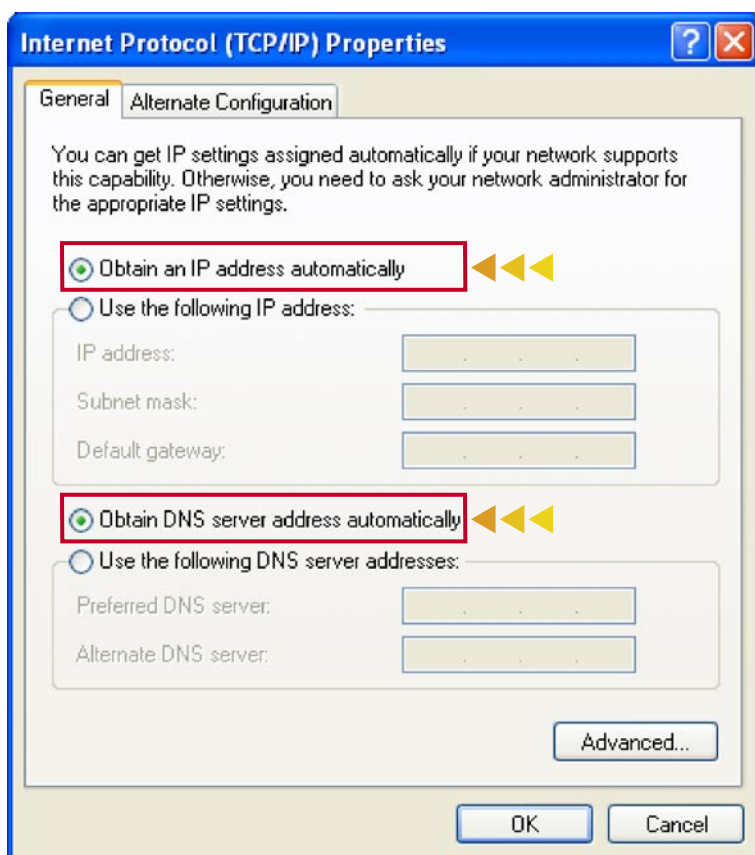 Internet Protocol (TCP/IP) Properties
?
X
General
Alternate Configuration
You can get IP settings assigned automatically if your network supports
this capability. Otherwise, you need to ask your network administrator for
the appropriate IP settings.
Obtain an IP address automatically
Use the following IP address:
IP address:
Subnet mask:
Default gateway:
Obtain DNS server address automatically
Use the following DNS server addresses:
Preferred DNS server:
Alternate DNS server:
Advanced...
OK
Cancel